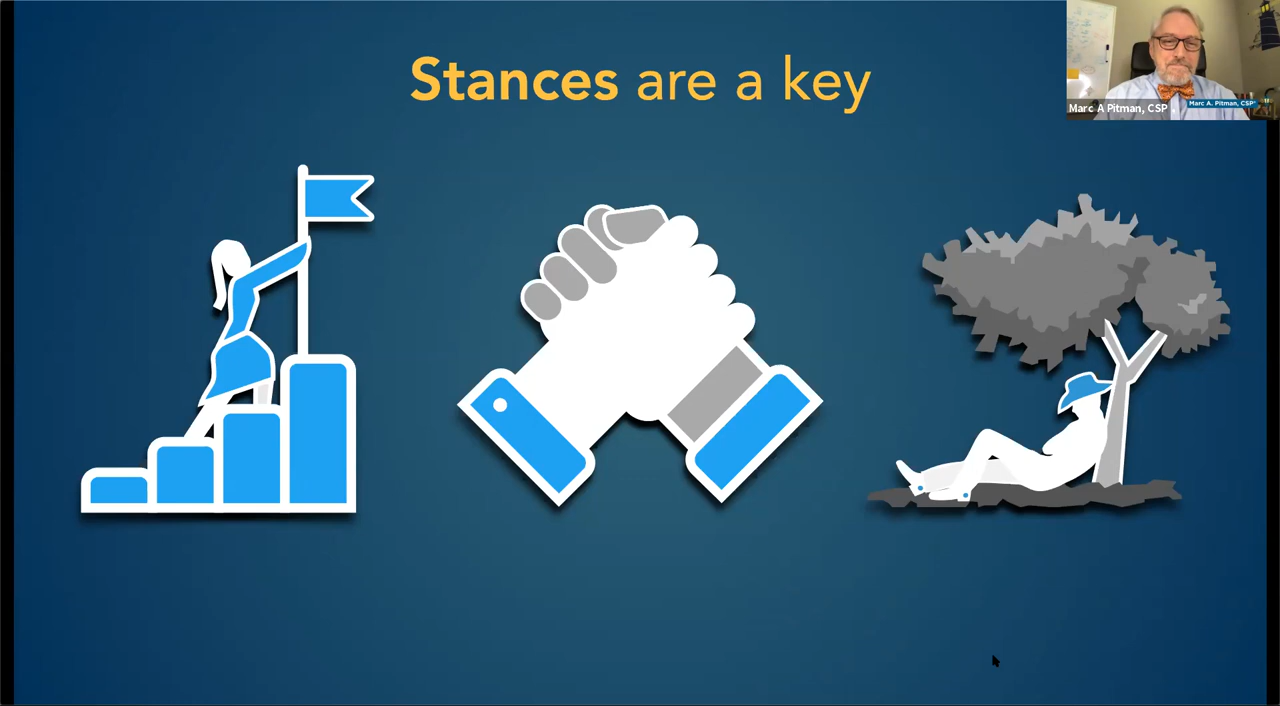 Stances are a key
Marc A Pitman, CSP
Marc A. Pitman, CSP®